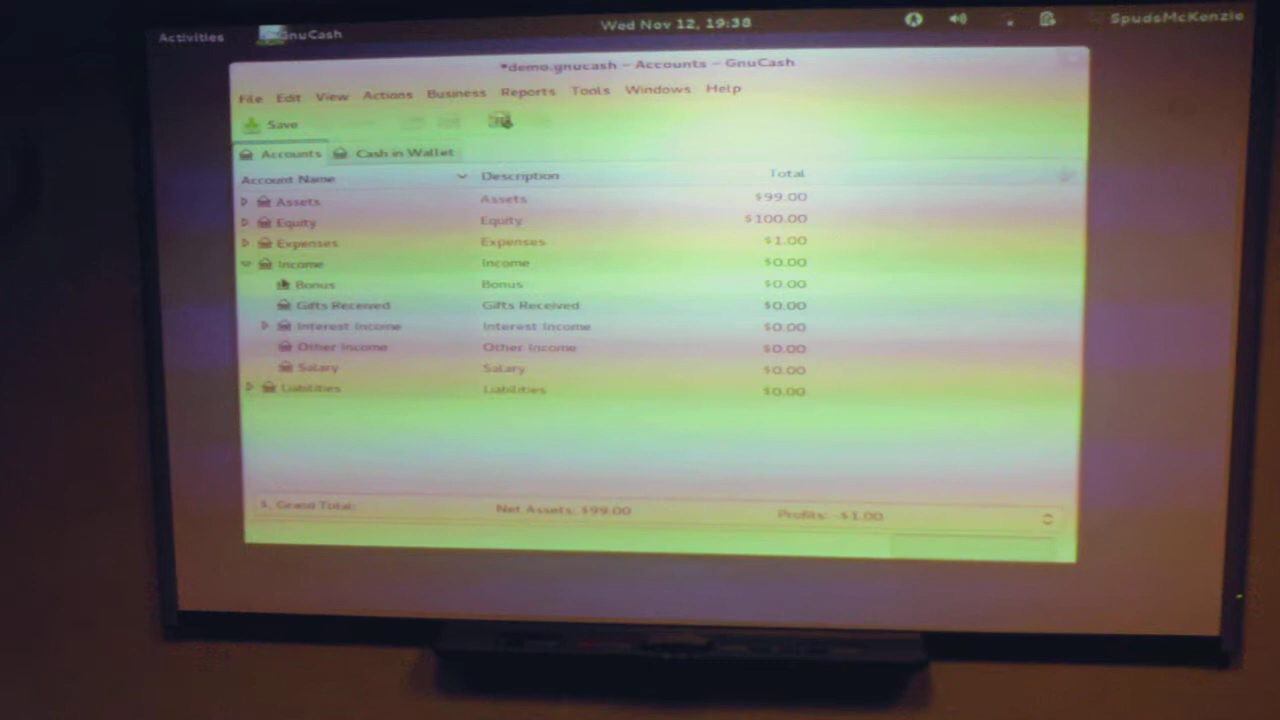 Activities GnuCash Wed Nov 12, 19:38 SpudsMcKenzie
*demo.gnucash - Accounts - GnuCash
File Edit View Actions Business Reports Tools Windows Help
Save
Accounts Cash in Wallet
Account Name Description Total
Assets Assets $99.00
Equity Equity $100.00
Expenses Expenses $1.00
Income Income $0.00
Bonus Bonus $0.00
Gifts Received Gifts Received $0.00
Interest Income Interest Income $0.00
Other Income Other Income $0.00
Salary Salary $0.00
Liabilities Liabilities $0.00
$, Grand Total: Net Assets: $99.00 Profits: -$1.00